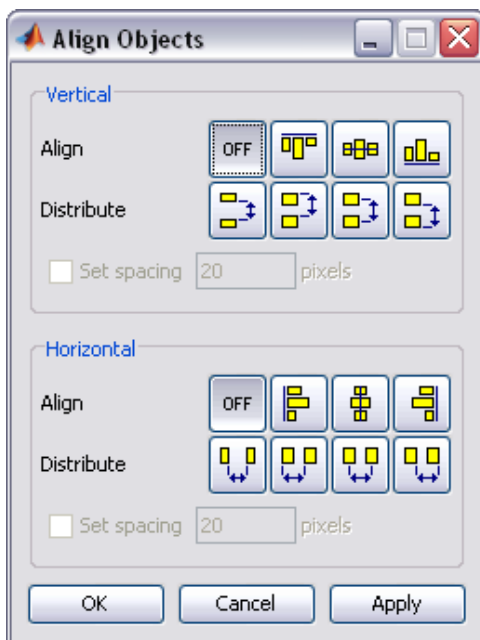 Align Objects
Vertical
Align OFF
Distribute
Set spacing 20 pixels
Horizontal
Align OFF
Distribute
Set spacing 20 pixels
OK Cancel Apply